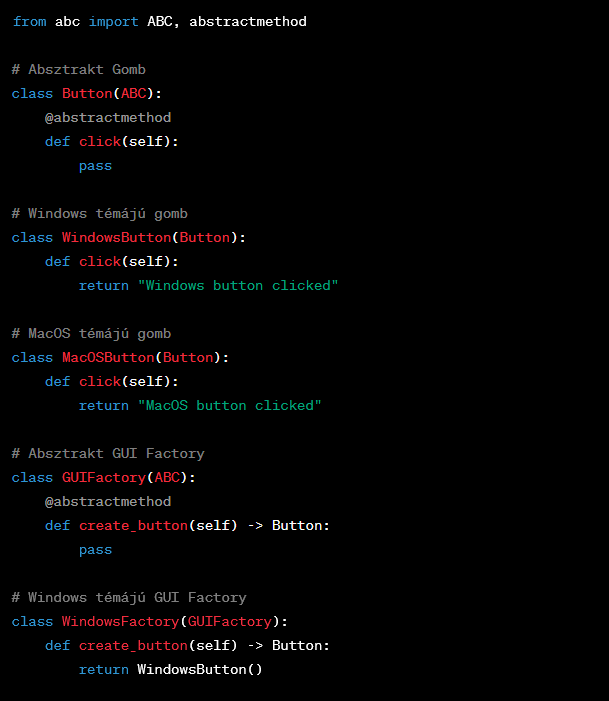 from abc import ABC, abstractmethod
# Absztrakt Gomb
class Button(ABC):
    @abstractmethod
    def click(self):
        pass
# Windows témájú gomb
class WindowsButton(Button):
    def click(self):
        return "Windows button clicked"
# MacOS témájú gomb
class MacOSButton(Button):
    def click(self):
        return "MacOS button clicked"
# Absztrakt GUI Factory
class GUIFactory(ABC):
    @abstractmethod
    def create_button(self) -> Button:
        pass
# Windows témájú GUI Factory
class WindowsFactory(GUIFactory):
    def create_button(self) -> Button:
        return WindowsButton()